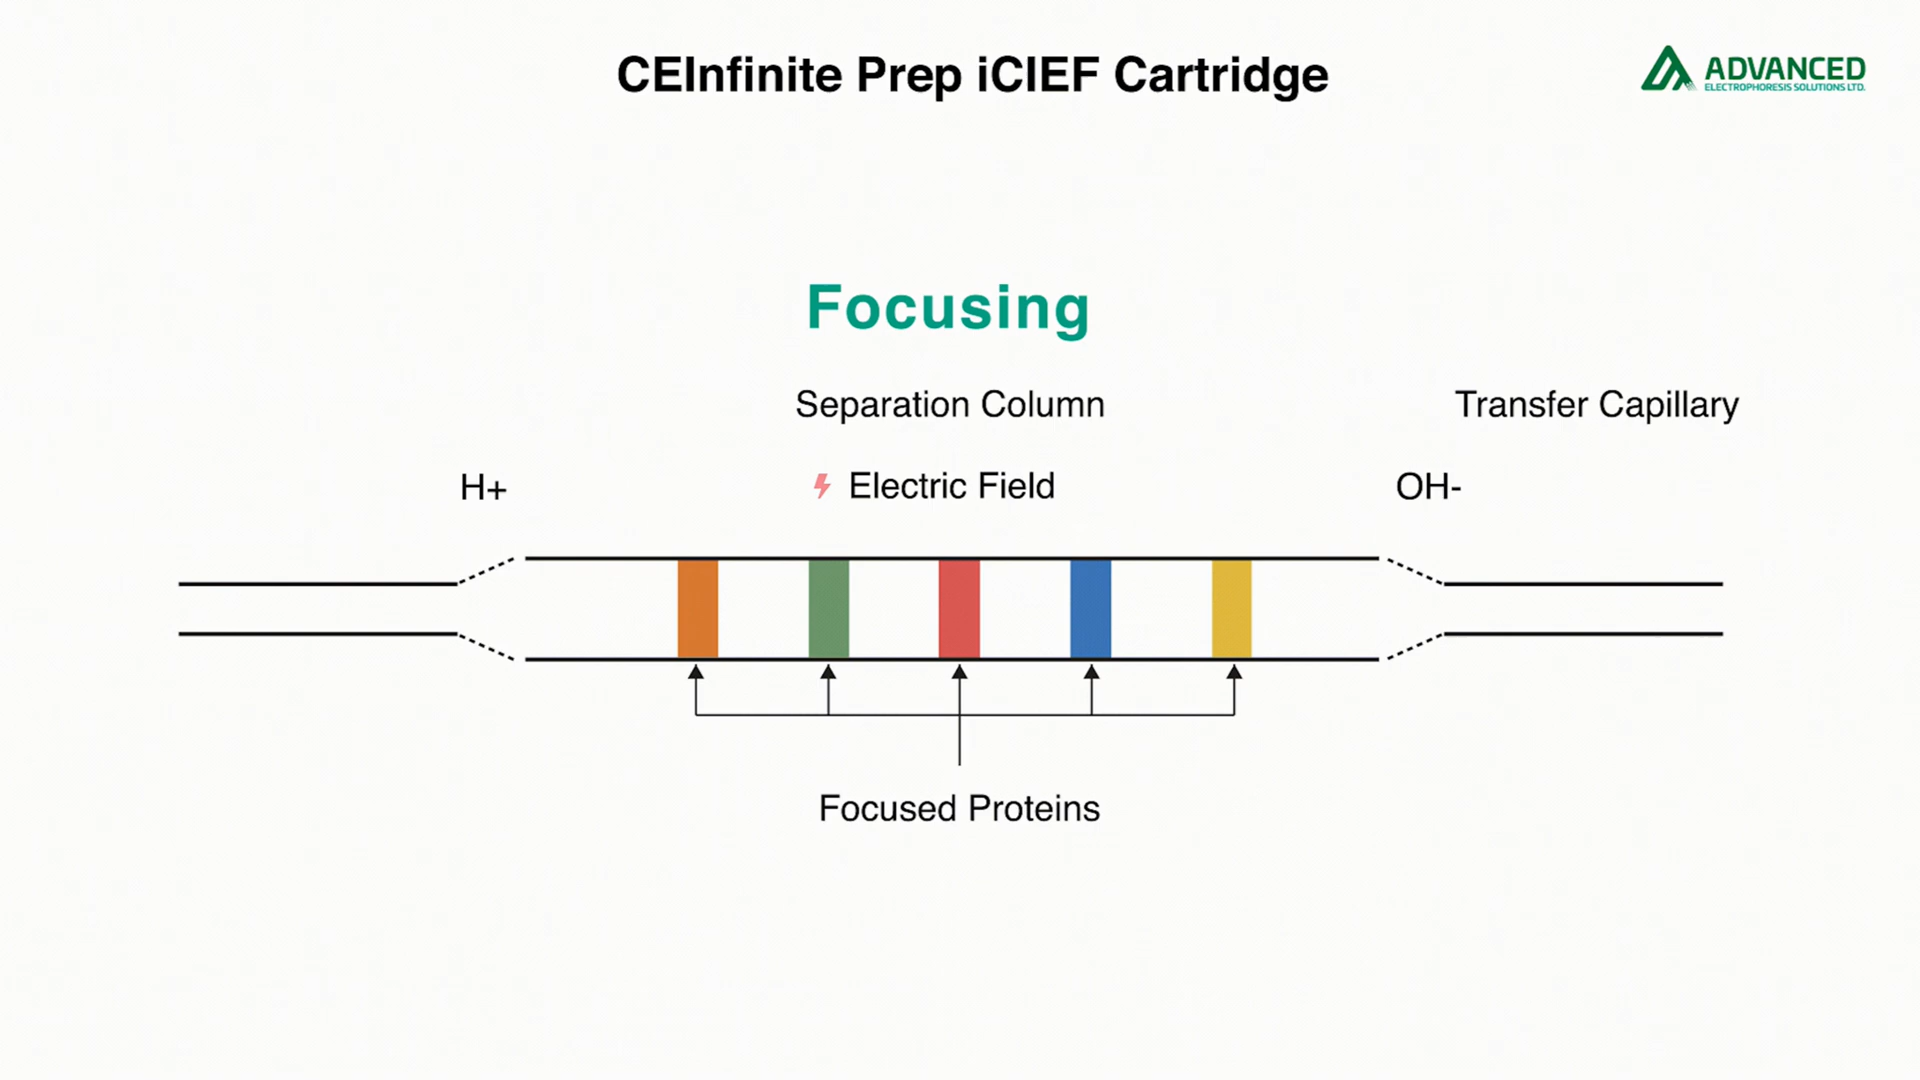 CEInfinite Prep iCIEF Cartridge
ADVANCED
ELECTROPHORESIS SOLUTIONS LTD.
Focusing
Separation Column
Transfer Capillary
H+
Electric Field
OH-
Focused Proteins